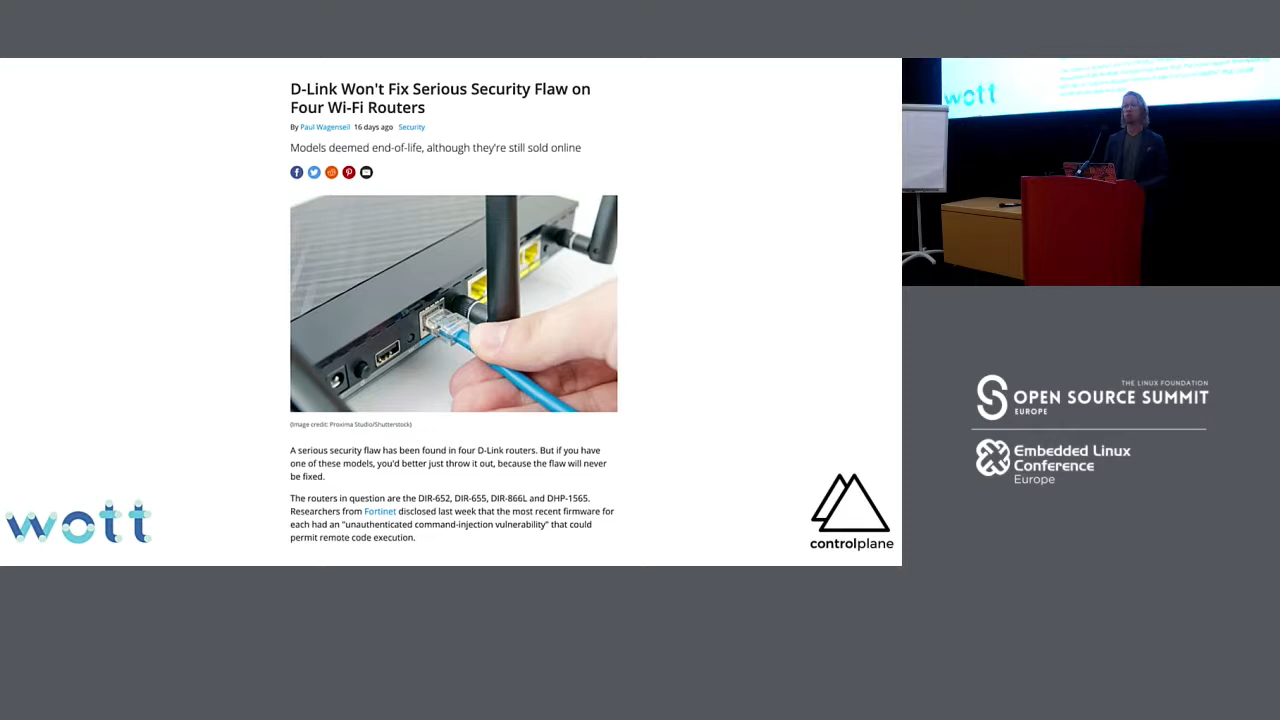 D-Link Won't Fix Serious Security Flaw on
Four Wi-Fi Routers
By Paul Wagenseil 16 days ago Security
Models deemed end-of-life, although they're still sold online
(Image credit: Proxima Studio/Shutterstock)
A serious security flaw has been found in four D-Link routers. But if you have
one of these models, you'd better just throw it out, because the flaw will never
be fixed.
The routers in question are the DIR-652, DIR-655, DIR-866L and DHP-1565.
Researchers from Fortinet disclosed last week that the most recent firmware for
each had an "unauthenticated command-injection vulnerability" that could
permit remote code execution.
wott
controlplane
wott
THE LINUX FOUNDATION
OPEN SOURCE SUMMIT
EUROPE
Embedded Linux
Conference
Europe